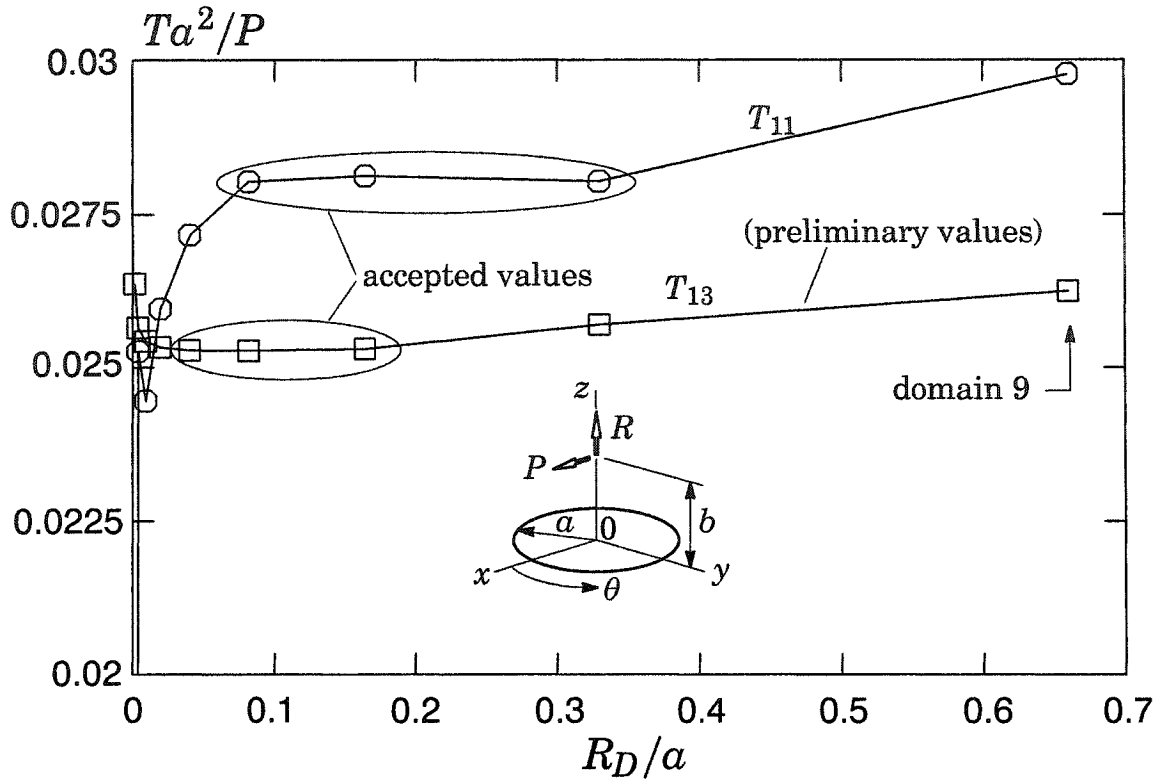 Ta²/P
0.03
T₁₁
0.0275
(preliminary values)
accepted values
T₁₃
0.025
domain 9
z
R
P
0.0225
a
0
b
x
y
θ
0.02
0 0.1 0.2 0.3 0.4 0.5 0.6 0.7
R_D/a